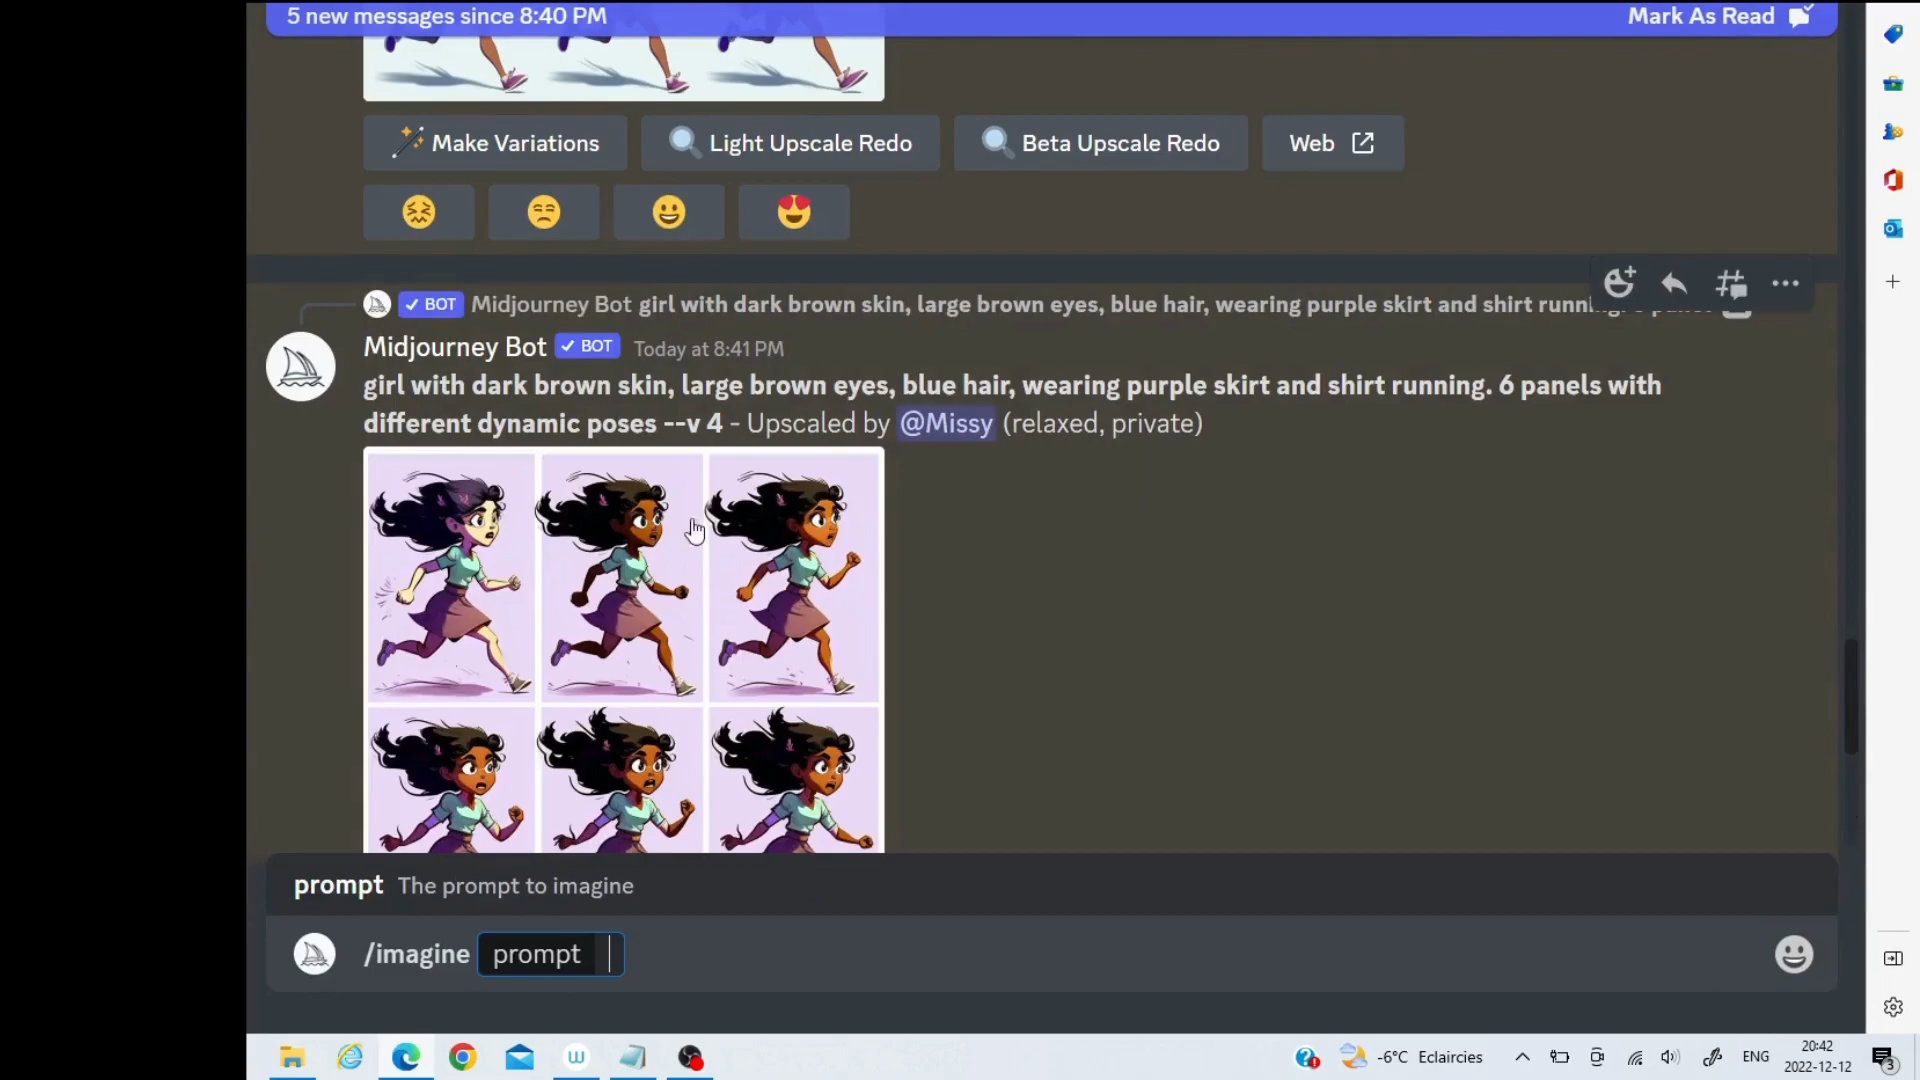 5 new messages since 8:40 PM Mark As Read
Make Variations Light Upscale Redo Beta Upscale Redo Web
BOT Midjourney Bot girl with dark brown skin, large brown eyes, blue hair, wearing purple skirt and shirt
Midjourney Bot BOT Today at 8:41 PM
girl with dark brown skin, large brown eyes, blue hair, wearing purple skirt and shirt running. 6 panels with
different dynamic poses --v 4 - Upscaled by @Missy (relaxed, private)
prompt The prompt to imagine
/imagine prompt
-6°C Eclaircies ENG 20:42
2022-12-12 3